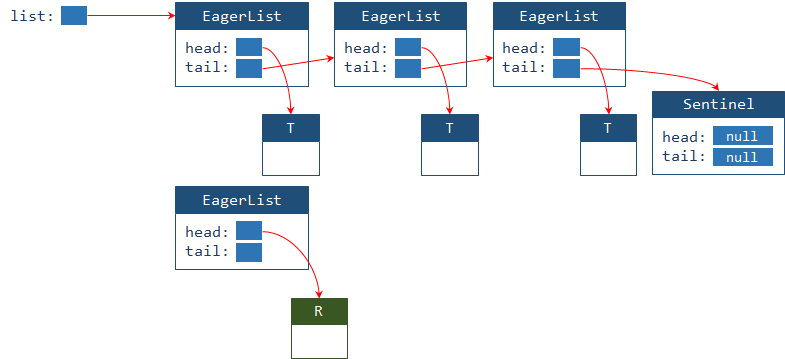 list:
EagerList
head:
tail:
EagerList
head:
tail:
EagerList
head:
tail:
T
T
T
Sentinel
head: null
tail: null
EagerList
head:
tail:
R